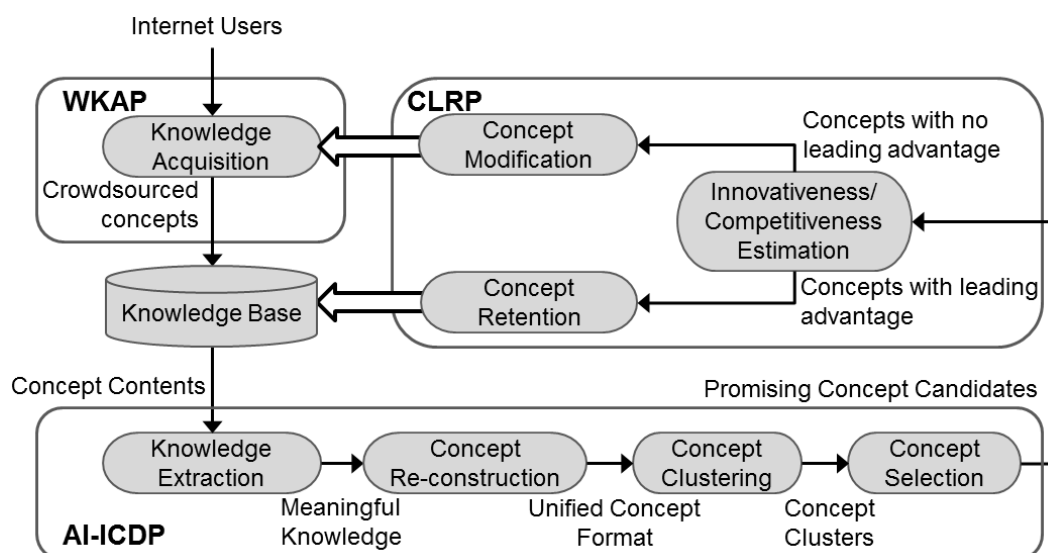 Internet Users
WKAP
Knowledge
Acquisition
Crowdsourced
concepts
Knowledge Base
Concept Contents
CLRP
Concept
Modification
Concepts with no
leading advantage
Innovativeness/
Competitiveness
Estimation
Concept
Retention
Concepts with leading
advantage
Promising Concept Candidates
Knowledge
Extraction
Meaningful
Knowledge
Concept
Re-construction
Unified Concept
Format
Concept
Clustering
Concept
Clusters
Concept
Selection
AI-ICDP